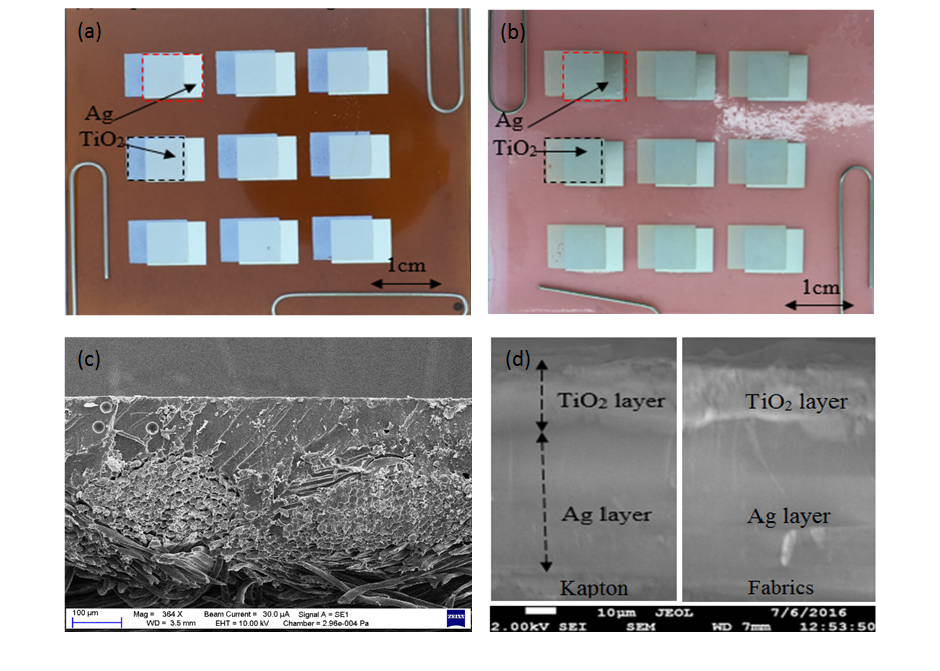 (a)
Ag
TiO2
1cm
(b)
Ag
TiO2
1cm
(c)
100 µm
Mag = 364 X
WD = 3.5 mm
Beam Current = 30.0 µA
EHT = 10.00 kV
Signal A = SE1
Chamber = 2.96e-004 Pa
ZEISS
(d)
TiO2 layer
Ag layer
Kapton
TiO2 layer
Ag layer
Fabrics
10µm JEOL 7/6/2016
2.00kV SEI SEM WD 7mm 12:53:50